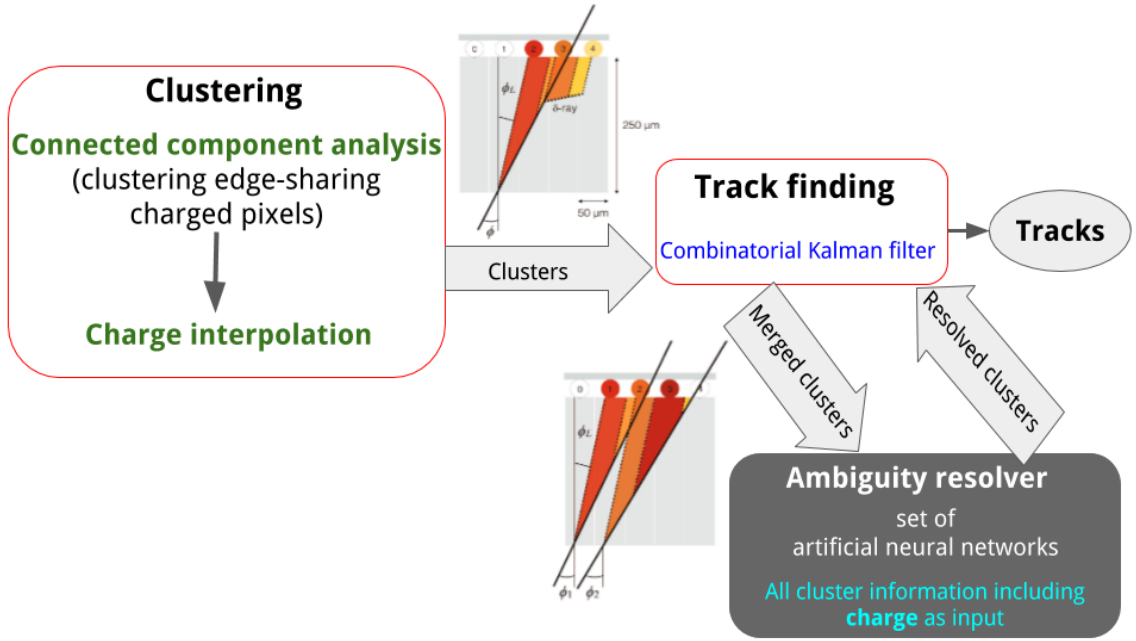 Clustering
Connected component analysis
(clustering edge-sharing
charged pixels)
Charge interpolation
0 1 2 3 4
ϕL
δ-ray
250 µm
50 µm
ϕ
Clusters
Track finding
Combinatorial Kalman filter
Tracks
Merged clusters
Resolved clusters
0 1 2 3 4
ϕL
ϕ1 ϕ2
Ambiguity resolver
set of
artificial neural networks
All cluster information including
charge as input